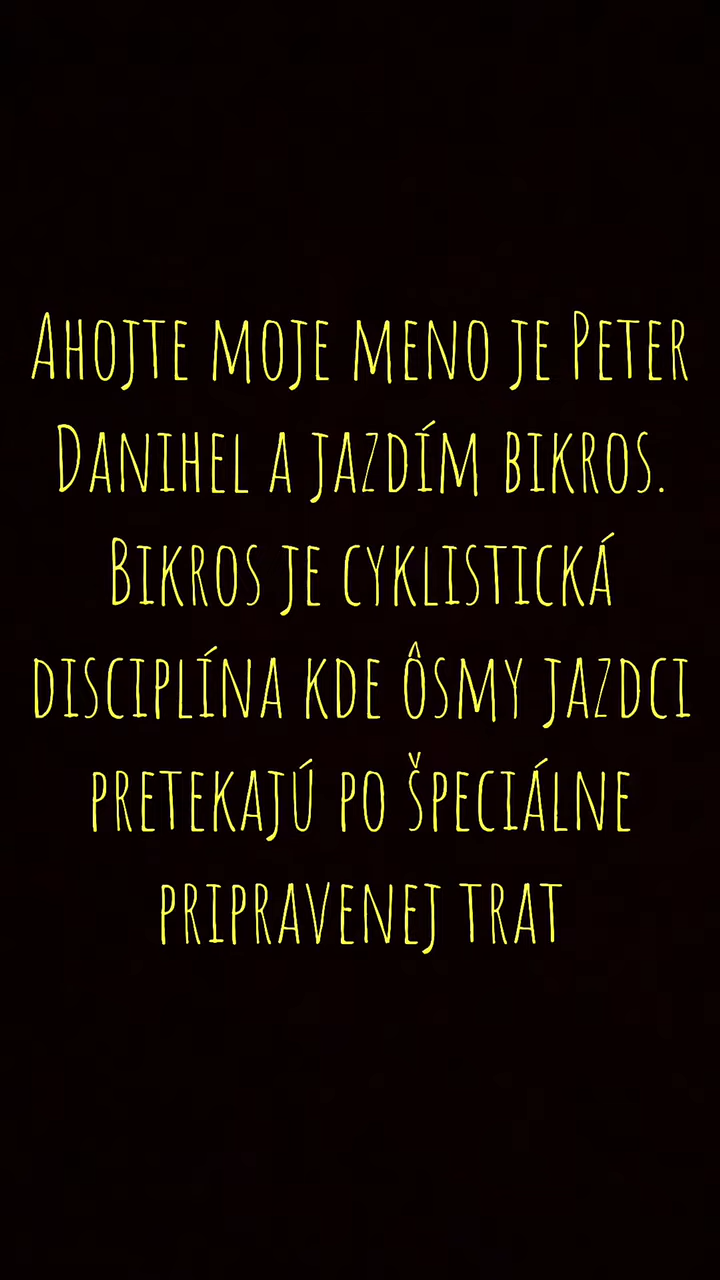 Ahojte moje meno je Peter
Danihel a jazdím bikros.
Bikros je cyklistická
disciplína kde ôsmy jazdci
pretekajú po špeciálne
pripravenej trat